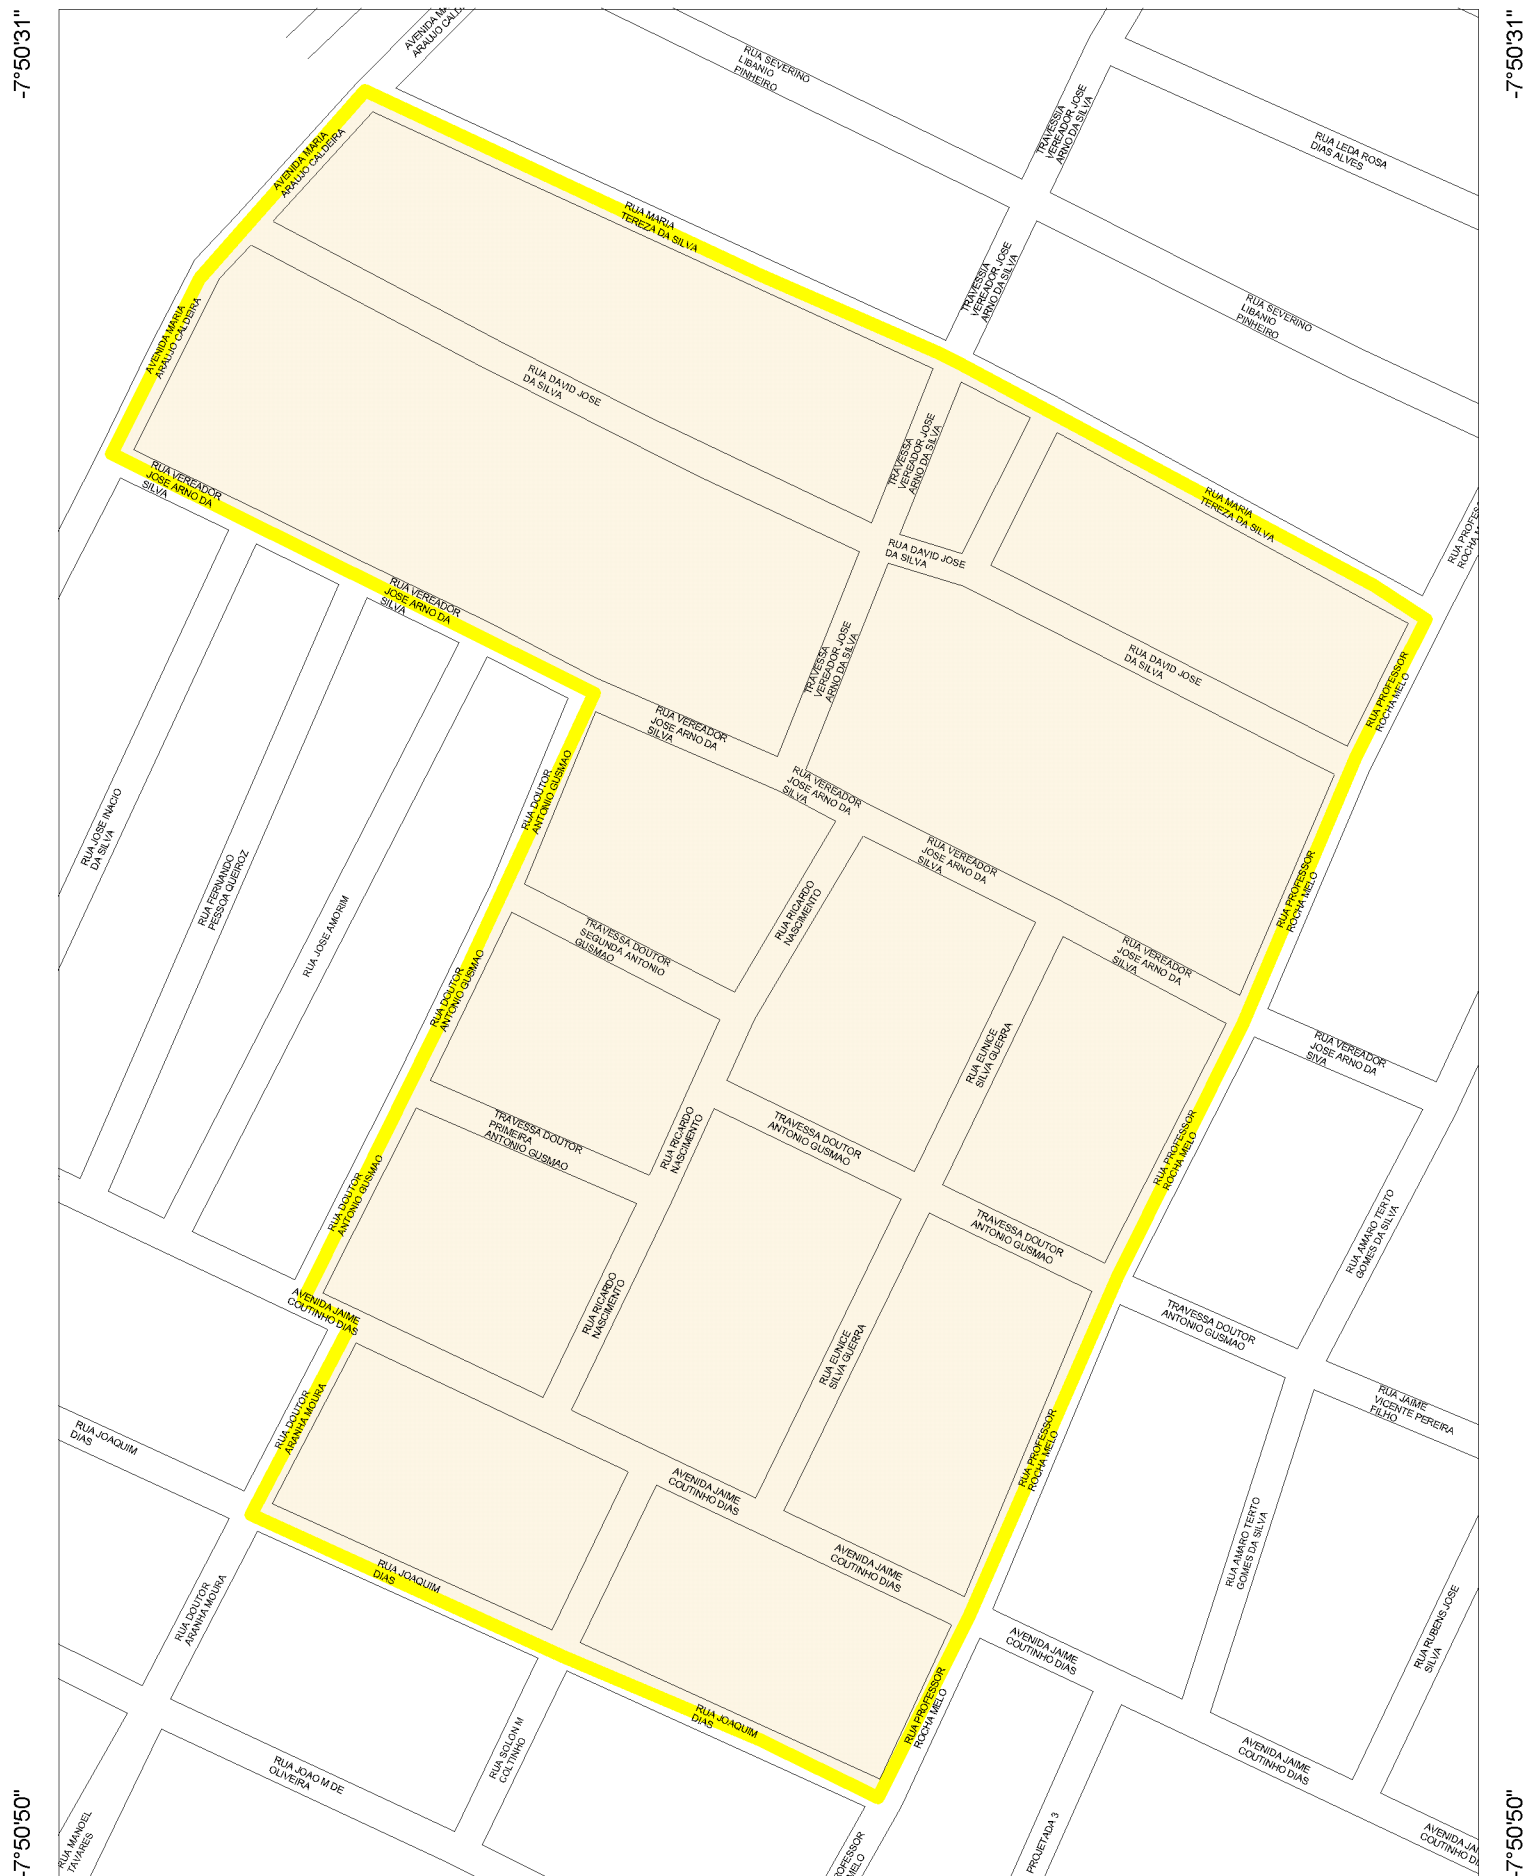 -7°50'31"
-7°50'31"
AVENIDA MA
ARAUJO CALD
RUA SEVERINO
LIBANIO
PINHEIRO
TRAVESSIA
VEREADOR JOSE
ARNO DA SILVA
RUA LEDA ROSA
DIAS ALVES
AVENIDA MARIA
ARAUJO CALDEIRA
RUA MARIA
TEREZA DA SILVA
TRAVESSIA
VEREADOR JOSE
ARNO DA SILVA
RUA SEVERINO
LIBANIO
PINHEIRO
AVENIDA MARIA
ARAUJO CALDEIRA
RUA DAVID JOSE
DA SILVA
TRAVESSA
VEREADOR JOSE
ARNO DA SILVA
RUA VEREADOR
JOSE ARNO DA
SILVA
RUA MARIA
TEREZA DA SILVA
RUA PROFES
ROCHA M
RUA DAVID JOSE
DA SILVA
RUA VEREADOR
JOSE ARNO DA
SILVA
TRAVESSA
VEREADOR JOSE
ARNO DA SILVA
RUA DAVID JOSE
DA SILVA
RUA PROFESSOR
ROCHA MELO
RUA VEREADOR
JOSE ARNO DA
SILVA
RUA DOUTOR
ANTONIO GUSMAO
RUA VEREADOR
JOSE ARNO DA
SILVA
RUA JOSE INACIO
DA SILVA
RUA FERNANDO
PESSOA QUEIROZ
RUA JOSE AMORIM
RUA VEREADOR
JOSE ARNO DA
SILVA
RUA PROFESSOR
ROCHA MELO
RUA RICARDO
NASCIMENTO
TRAVESSA DOUTOR
SEGUNDA ANTONIO
GUSMAO
RUA VEREADOR
JOSE ARNO DA
SILVA
RUA DOUTOR
ANTONIO GUSMAO
RUA EUNICE
SILVA GUERRA
RUA VEREADOR
JOSE ARNO DA
SIVA
TRAVESSA DOUTOR
PRIMEIRA
ANTONIO GUSMAO
RUA RICARDO
NASCIMENTO
TRAVESSA DOUTOR
ANTONIO GUSMAO
RUA PROFESSOR
ROCHA MELO
RUA DOUTOR
ANTONIO GUSMAO
TRAVESSA DOUTOR
ANTONIO GUSMAO
RUA AMARO TERTO
GOMES DA SILVA
AVENIDA JAIME
COUTINHO DIAS
RUA RICARDO
NASCIMENTO
TRAVESSA DOUTOR
ANTONIO GUSMAO
RUA EUNICE
SILVA GUERRA
RUA JAIME
VICENTE PEREIRA
FILHO
RUA DOUTOR
ARANHA MOURA
RUA JOAQUIM
DIAS
RUA PROFESSOR
ROCHA MELO
AVENIDA JAIME
COUTINHO DIAS
RUA AMARO TERTO
GOMES DA SILVA
AVENIDA JAIME
COUTINHO DIAS
RUA JOAQUIM
DIAS
RUA DOUTOR
ARANHA MOURA
RUA RUBENS JOSE
SILVA
AVENIDA JAIME
COUTINHO DIAS
RUA PROFESSOR
ROCHA MELO
RUA JOAQUIM
DIAS
RUA SOLON M
COLTINHO
AVENIDA JAIME
COUTINHO DIAS
RUA JOAO M DE
OLIVEIRA
RUA MANOEL
TAVARES
OFESSOR
MELO
PROJETADA 3
AVENIDA JAI
COUTINHO D
-7°50'50"
-7°50'50"